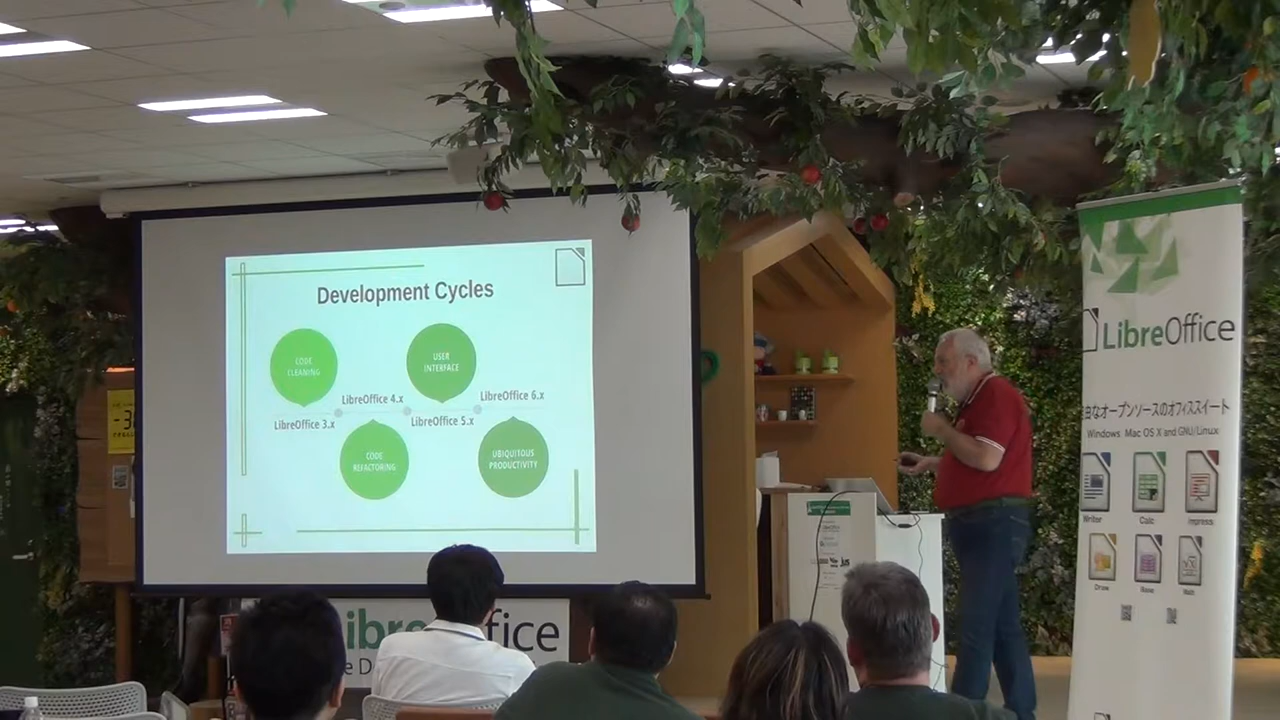 Development Cycles
CODE
CLEANING
USER
INTERFACE
LibreOffice 4.x
LibreOffice 6.x
LibreOffice 3.x
LibreOffice 5.x
CODE
REFACTORING
UBIQUITOUS
PRODUCTIVITY
LibreOffice
由なオープンソースのオフィススイート
Windows, Mac OS X and GNU/Linux
Writer
Calc
Impress
Draw
Base
Math
-3